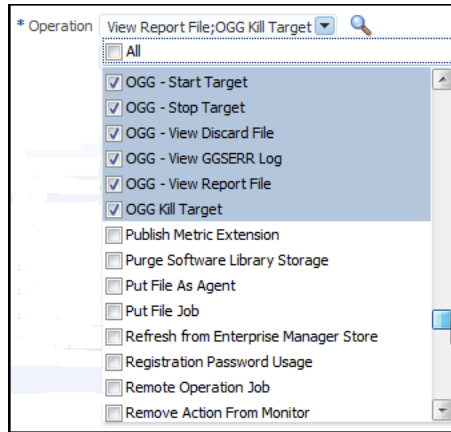 * Operation View Report File;OGG Kill Target
All
OGG - Start Target
OGG - Stop Target
OGG - View Discard File
OGG - View GGSERR Log
OGG - View Report File
OGG Kill Target
Publish Metric Extension
Purge Software Library Storage
Put File As Agent
Put File Job
Refresh from Enterprise Manager Store
Registration Password Usage
Remote Operation Job
Remove Action From Monitor